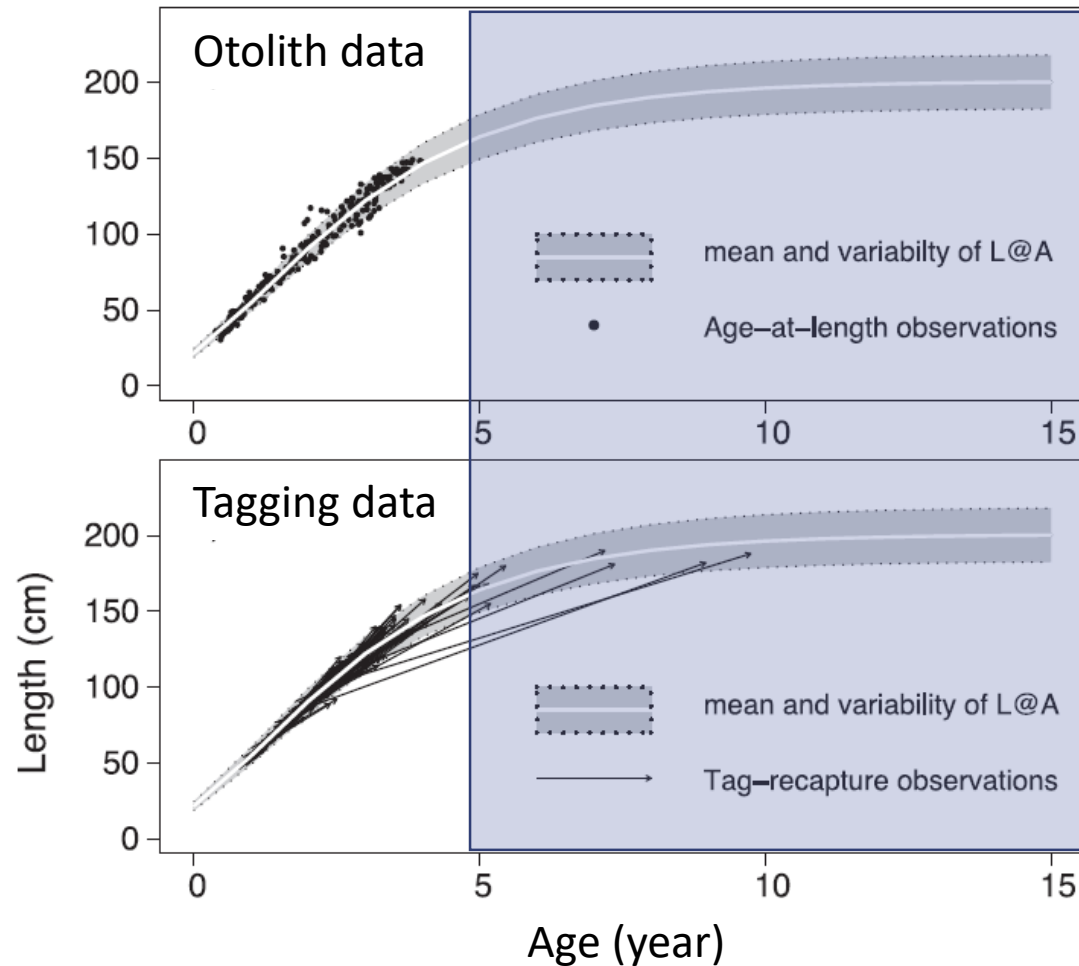 Otolith data
200
150
100
50
0
mean and variabilty of L@A
Age–at–length observations
0 5 10 15
Tagging data
200
150
100
50
0
Length (cm)
mean and variability of L@A
Tag–recapture observations
0 5 10 15
Age (year)